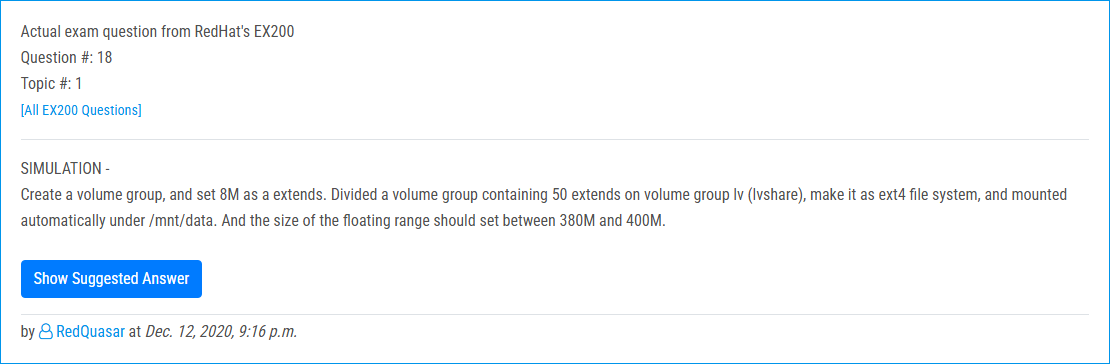 Actual exam question from RedHat's EX200
Question #: 18
Topic #: 1
[All EX200 Questions]
SIMULATION -
Create a volume group, and set 8M as a extends. Divided a volume group containing 50 extends on volume group lv (lvshare), make it as ext4 file system, and mounted
automatically under /mnt/data. And the size of the floating range should set between 380M and 400M.
Show Suggested Answer
by RedQuasar at Dec. 12, 2020, 9:16 p.m.